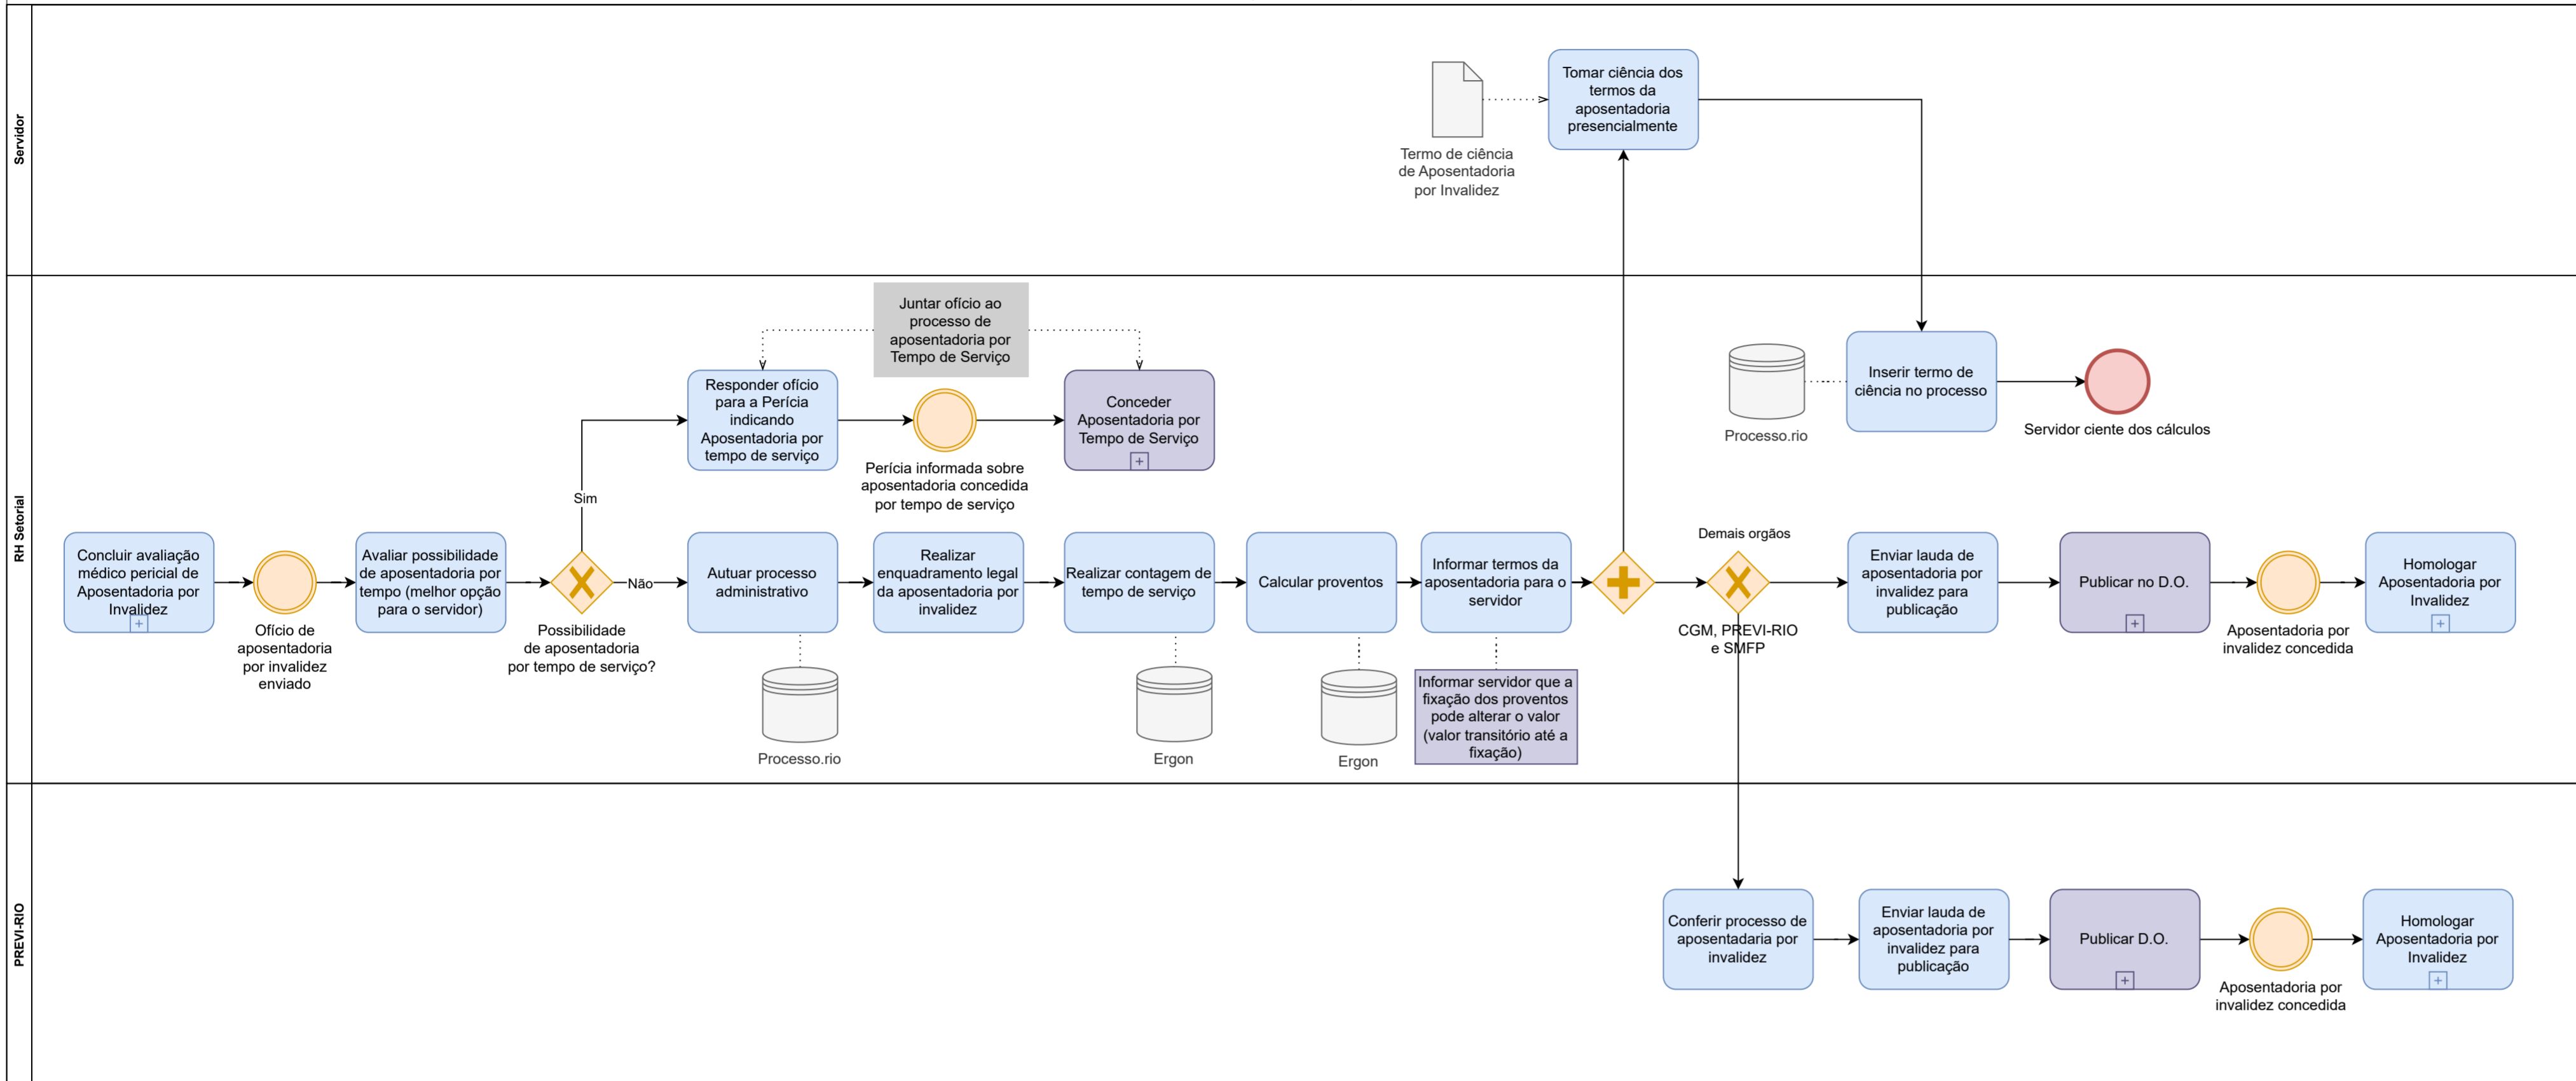 Servidor
Termo de ciência
de Aposentadoria
por Invalidez
Tomar ciência dos
termos da
aposentadoria
presencialmente
RH Setorial
Juntar ofício ao
processo de
aposentadoria por
Tempo de Serviço
Responder ofício
para a Perícia
indicando
Aposentadoria por
tempo de serviço
Perícia informada sobre
aposentadoria concedida
por tempo de serviço
Conceder
Aposentadoria por
Tempo de Serviço
Processo.rio
Inserir termo de
ciência no processo
Servidor ciente dos cálculos
Concluir avaliação
médico pericial de
Aposentadoria por
Invalidez
Ofício de
aposentadoria
por invalidez
enviado
Avaliar possibilidade
de aposentadoria por
tempo (melhor opção
para o servidor)
Sim
Não
Possibilidade
de aposentadoria
por tempo de serviço?
Autuar processo
administrativo
Processo.rio
Realizar
enquadramento legal
da aposentadoria por
invalidez
Realizar contagem de
tempo de serviço
Ergon
Calcular proventos
Ergon
Informar termos da
aposentadoria para o
servidor
Informar servidor que a
fixação dos proventos
pode alterar o valor
(valor transitório até a
fixação)
Demais orgãos
CGM, PREVI-RIO
e SMFP
Enviar lauda de
aposentadoria por
invalidez para
publicação
Publicar no D.O.
Aposentadoria por
invalidez concedida
Homologar
Aposentadoria por
Invalidez
PREVI-RIO
Conferir processo de
aposentadaria por
invalidez
Enviar lauda de
aposentadoria por
invalidez para
publicação
Publicar D.O.
Aposentadoria por
invalidez concedida
Homologar
Aposentadoria por
Invalidez